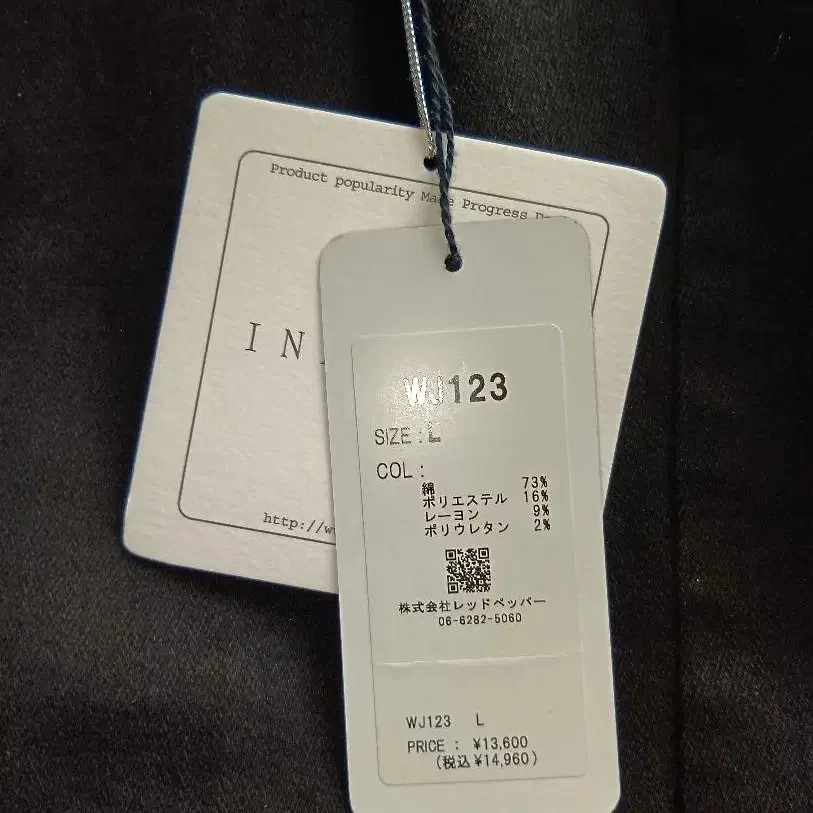 Product popularity Made Progress
I N
http://w
WJ123
SIZE : L
COL :
綿 73%
ポリエステル 16%
レーヨン 9%
ポリウレタン 2%
株式会社レッドペッパー
06-6282-5060
WJ123 L
PRICE : ¥13,600
(税込¥14,960)